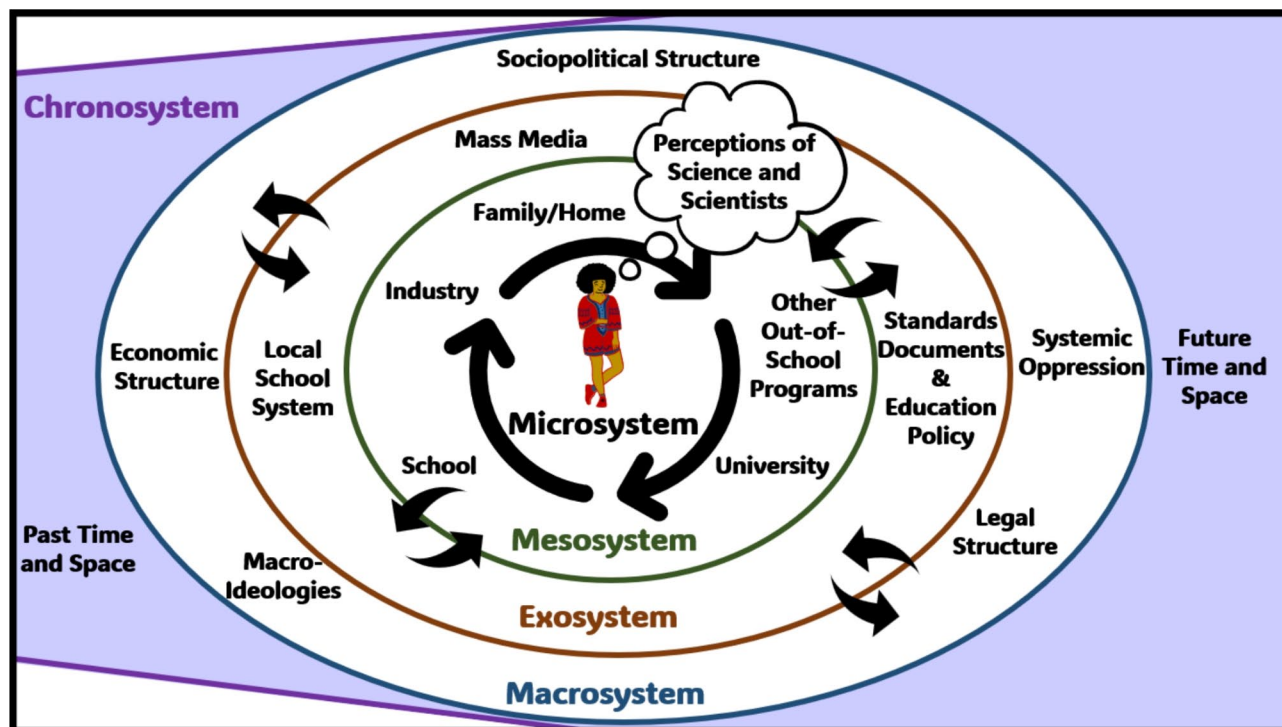 Sociopolitical Structure
Chronosystem
Mass Media
Perceptions of
Science and
Scientists
Family/Home
Industry
Other
Out-of-
School
Programs
Standards
Documents
&
Education
Policy
Systemic
Oppression
Future
Time and
Space
Economic
Structure
Local
School
System
Microsystem
School
University
Past Time
and Space
Macro-
Ideologies
Mesosystem
Legal
Structure
Exosystem
Macrosystem